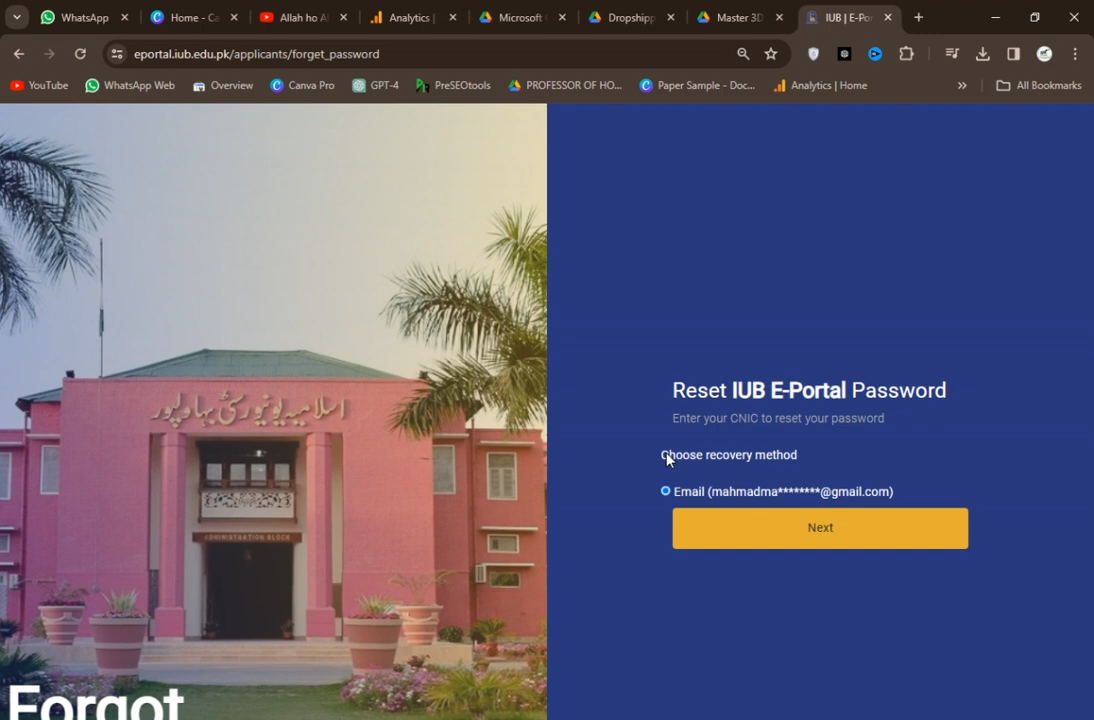 WhatsApp
Home - Ca
Allah ho Al
Analytics |
Microsoft
Dropshipp
Master 3D
IUB | E-Por
eportal.iub.edu.pk/applicants/forget_password
YouTube
WhatsApp Web
Overview
Canva Pro
GPT-4
PreSEOtools
PROFESSOR OF HO...
Paper Sample - Doc...
Analytics | Home
All Bookmarks
اسلامیہ یونیورسٹی بہاولپور
ADMINISTRATION BLOCK
Forgot
Reset IUB E-Portal Password
Enter your CNIC to reset your password
Choose recovery method
Email (mahmadma********@gmail.com)
Next